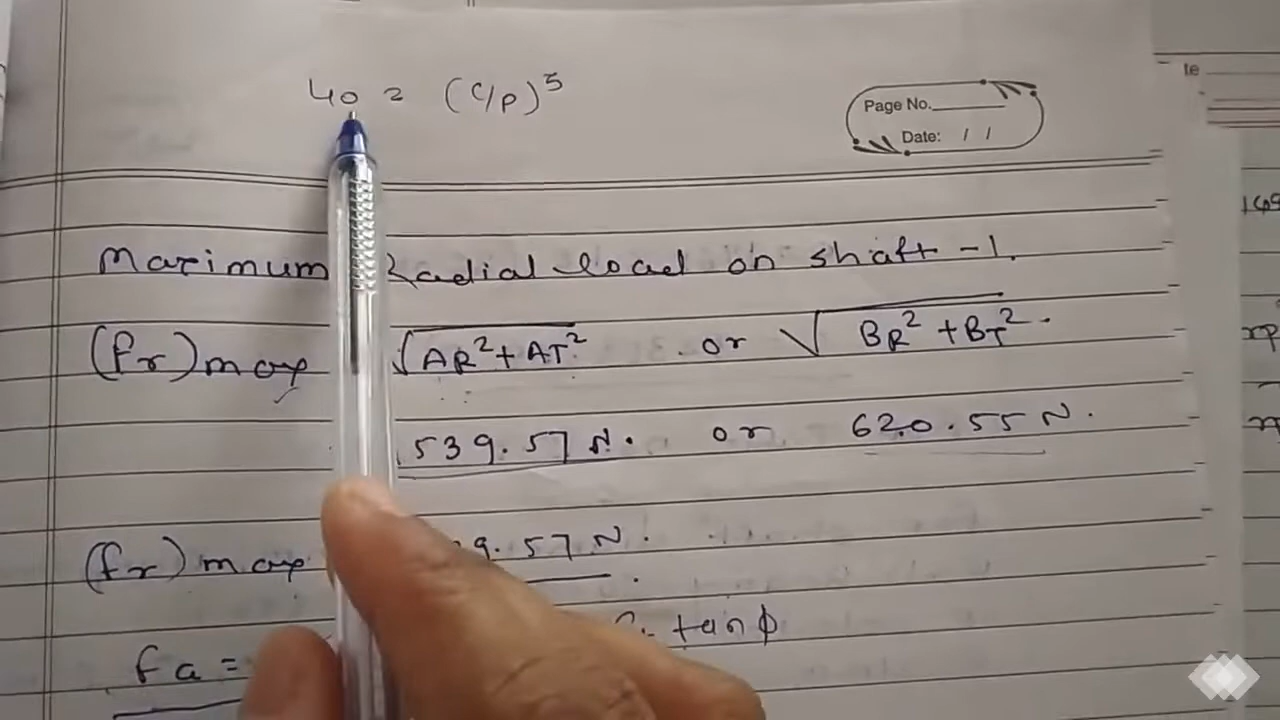 40 = (C/P)^5
Page No.
Date: / /
te
Maximum Radial load on shaft -1.
(fr)max √AR²+AT² . or √BR²+BT².
539.57 N. or 620.55 N.
(fr)max 9.57 N.
tan φ
fa =